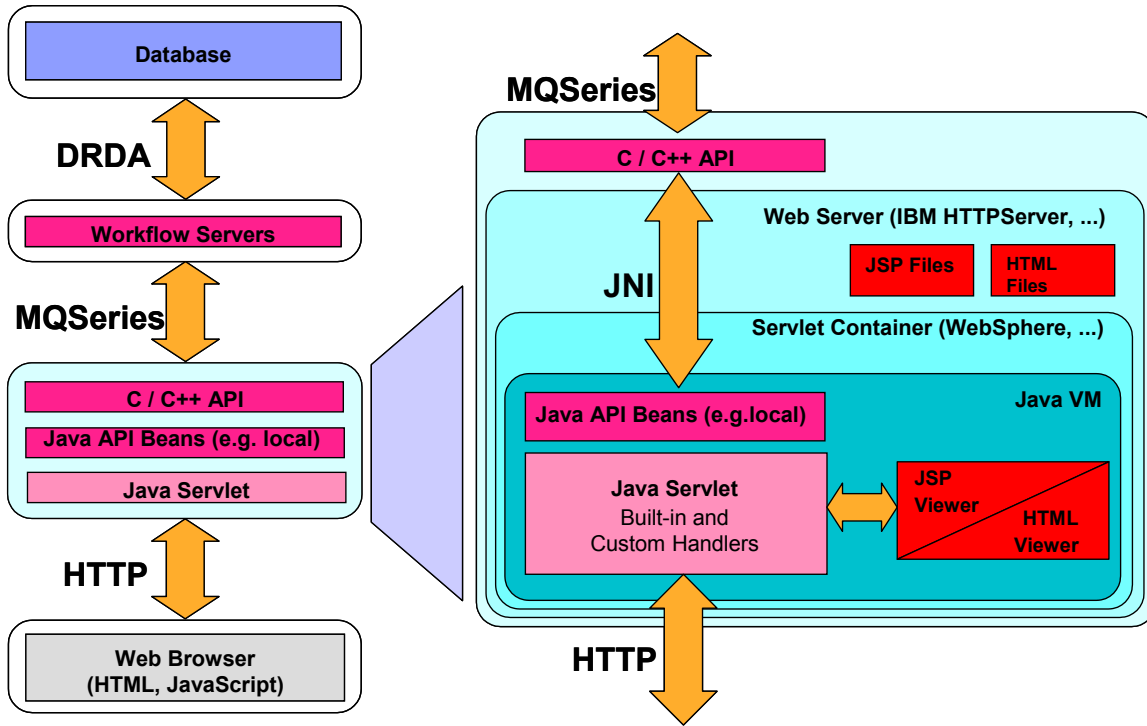 Database
DRDA
Workflow Servers
MQSeries
C / C++ API
Java API Beans (e.g. local)
Java Servlet
HTTP
Web Browser
(HTML, JavaScript)
MQSeries
C / C++ API
Web Server (IBM HTTPServer, ...)
JSP Files
HTML
Files
JNI
Servlet Container (WebSphere, ...)
Java VM
Java API Beans (e.g.local)
Java Servlet
Built-in and
Custom Handlers
JSP
Viewer
HTML
Viewer
HTTP